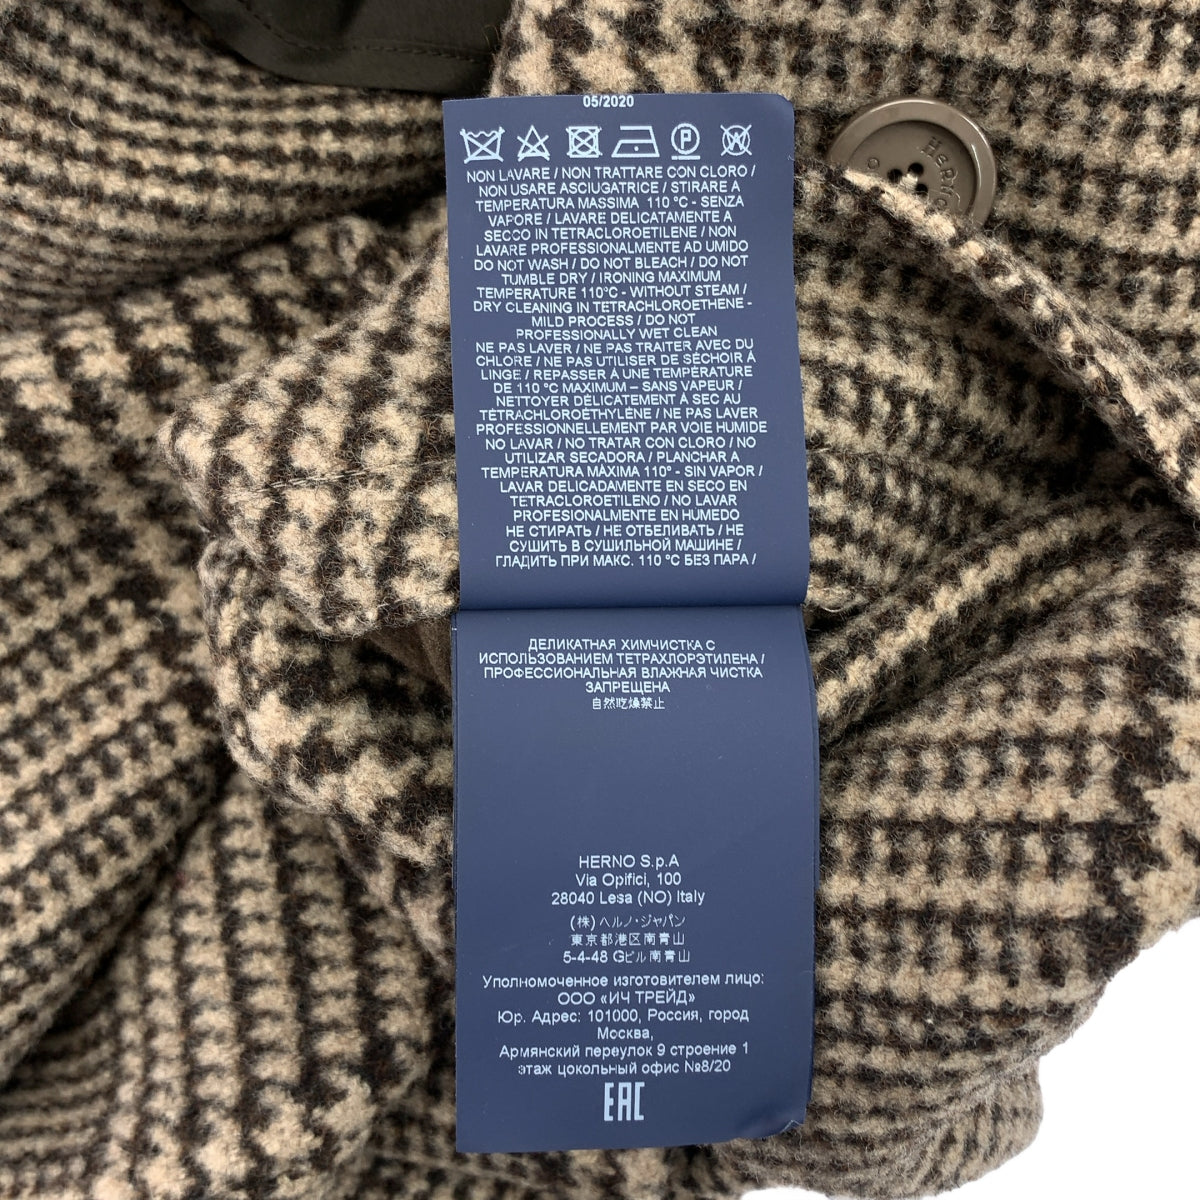 05/2020
NON LAVARE / NON TRATTARE CON CLORO /
NON USARE ASCIUGATRICE / STIRARE A
TEMPERATURA MASSIMA 110 °C - SENZA
VAPORE / LAVARE DELICATAMENTE A
SECCO IN TETRACLOROETILENE / NON
LAVARE PROFESSIONALMENTE AD UMIDO
DO NOT WASH / DO NOT BLEACH / DO NOT
TUMBLE DRY / IRONING MAXIMUM
TEMPERATURE 110°C - WITHOUT STEAM /
DRY CLEANING IN TETRACHLOROETHENE -
MILD PROCESS / DO NOT
PROFESSIONALLY WET CLEAN
NE PAS LAVER / NE PAS TRAITER AVEC DU
CHLORE / NE PAS UTILISER DE SÉCHOIR À
LINGE / REPASSER À UNE TEMPÉRATURE
DE 110 °C MAXIMUM – SANS VAPEUR /
NETTOYER DÉLICATEMENT À SEC AU
TÉTRACHLOROÉTHYLÈNE / NE PAS LAVER
PROFESSIONNELLEMENT PAR VOIE HUMIDE
NO LAVAR / NO TRATAR CON CLORO / NO
UTILIZAR SECADORA / PLANCHAR A
TEMPERATURA MÀXIMA 110° - SIN VAPOR /
LAVAR DELICADAMENTE EN SECO EN
TETRACLOROETILENO / NO LAVAR
PROFESIONALMENTE EN HÚMEDO
НЕ СТИРАТЬ / НЕ ОТБЕЛИВАТЬ / НЕ
СУШИТЬ В СУШИЛЬНОЙ МАШИНЕ /
ГЛАДИТЬ ПРИ МАКС. 110 °C БЕЗ ПАРА /
ДЕЛИКАТНАЯ ХИМЧИСТКА С
ИСПОЛЬЗОВАНИЕМ ТЕТРАХЛОРЭТИЛЕНА /
ПРОФЕССИОНАЛЬНАЯ ВЛАЖНАЯ ЧИСТКА
ЗАПРЕЩЕНА
自然吃燥禁止
HERNO S.p.A
Via Opifici, 100
28040 Lesa (NO) Italy
(株) ヘルノ・ジャパン
東京都港区南青山
5-4-48 Gビル南青山
Уполномоченное изготовителем лицо:
ООО «ИЧ ТРЕЙД»
Юр. Адрес: 101000, Россия, город
Москва,
Армянский переулок 9 строение 1
этаж цокольный офис №8/20
EAC
Herno